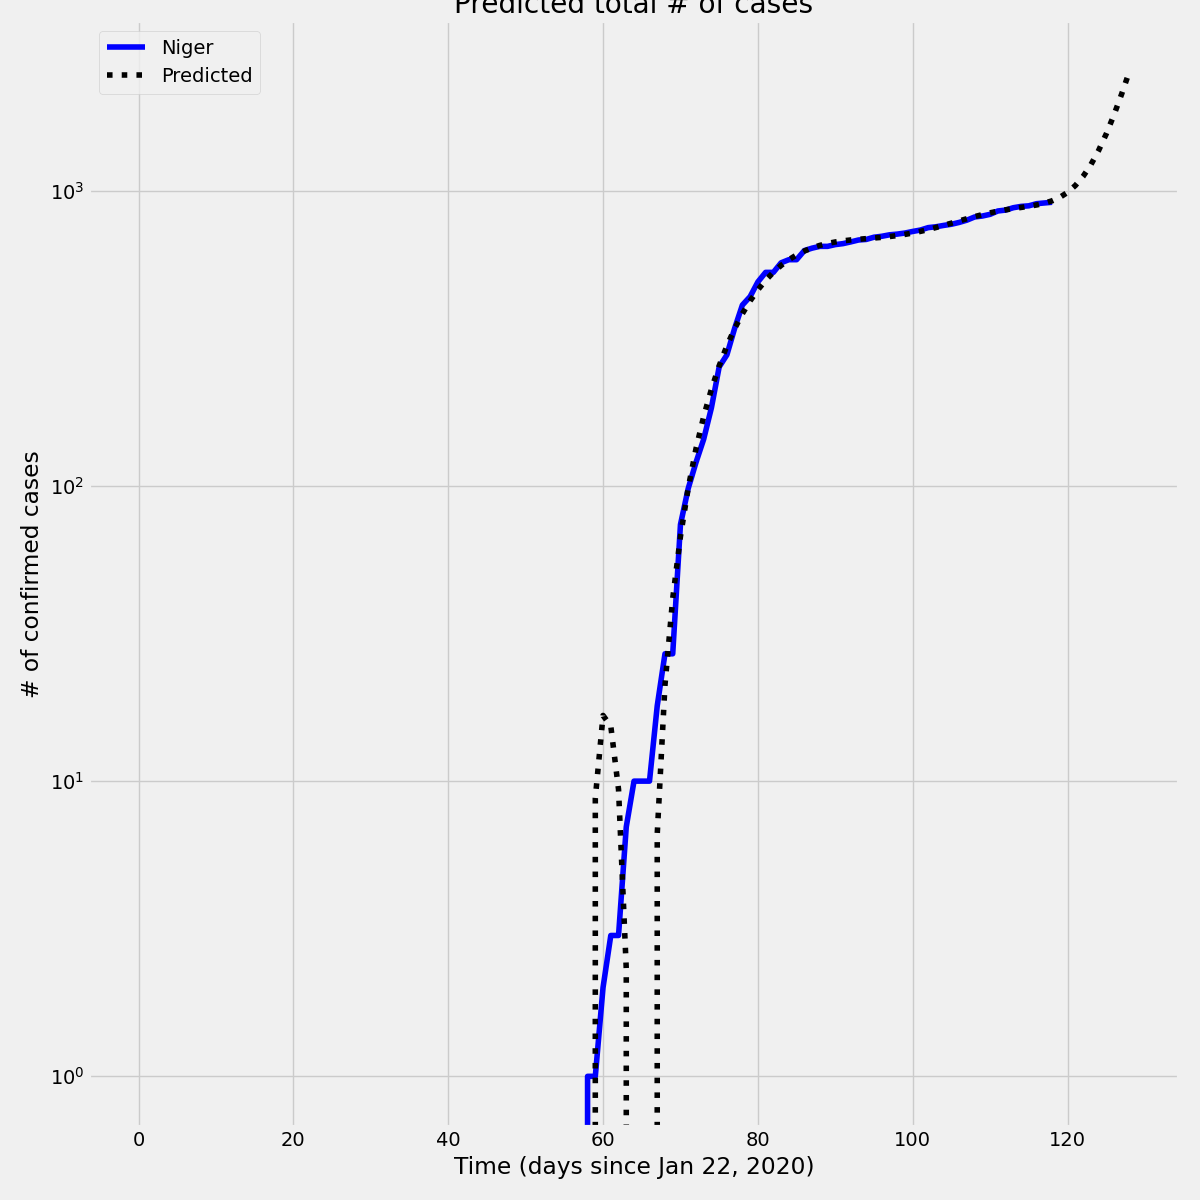 Predicted total # of cases
Niger
Predicted
10³
10²
10¹
10⁰
# of confirmed cases
0 20 40 60 80 100 120
Time (days since Jan 22, 2020)